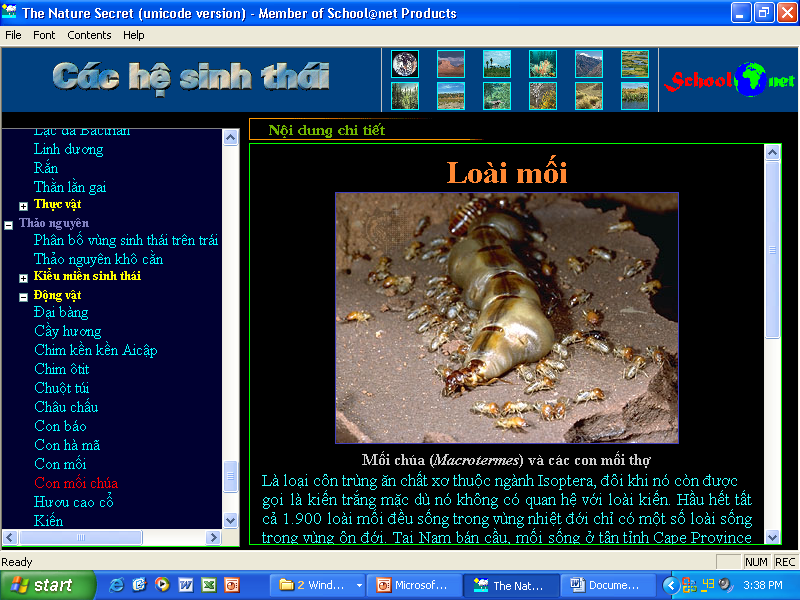 The Nature Secret (unicode version) - Member of School@net Products
File Font Contents Help
Các hệ sinh thái
School net
Lạc đà Bactrian
Linh dương
Rắn
Thằn lằn gai
Thực vật
Thảo nguyên
Phân bố vùng sinh thái trên trái
Thảo nguyên khô cằn
Kiểu miền sinh thái
Động vật
Đại bàng
Cầy hương
Chim kền kền Aicập
Chim ôtit
Chuột túi
Châu chấu
Con báo
Con hà mã
Con mối
Con mối chúa
Hươu cao cổ
Kiến
Nội dung chi tiết
Loài mối
Mối chúa (Macrotermes) và các con mối thợ
Là loại côn trùng ăn chất xơ thuộc ngành Isoptera, đôi khi nó còn được
gọi là kiến trắng mặc dù nó không có quan hệ với loài kiến. Hầu hết tất
cả 1.900 loài mối đều sống trong vùng nhiệt đới chỉ có một số loài sống
trong vùng ôn đới. Tại Nam bán cầu, mối sống ở tận tỉnh Cape Province
Ready
NUM REC
start
2 Wind...
Microsof...
The Nat...
Docume...
3:38 PM